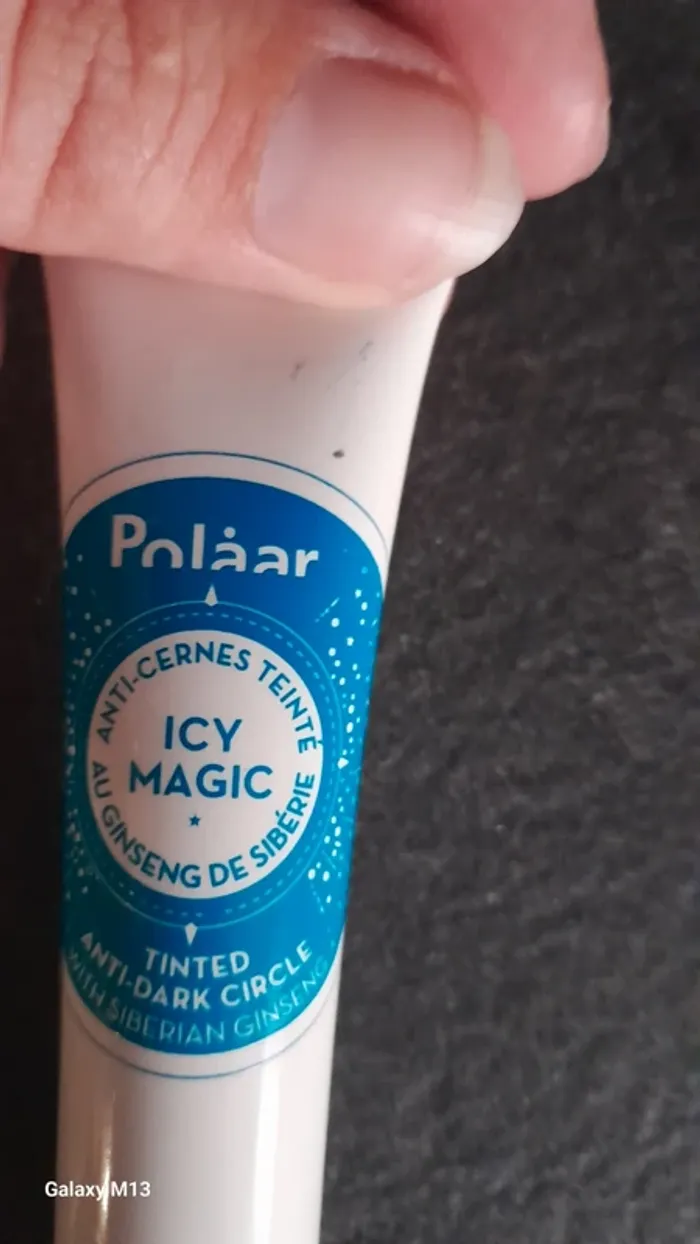 Polåar
ANTI-CERNES TEINTÉ
ICY
MAGIC
AU GINSENG DE SIBÉRIE
TINTED
ANTI-DARK CIRCLE
WITH SIBERIAN GINSENG
Galaxy M13